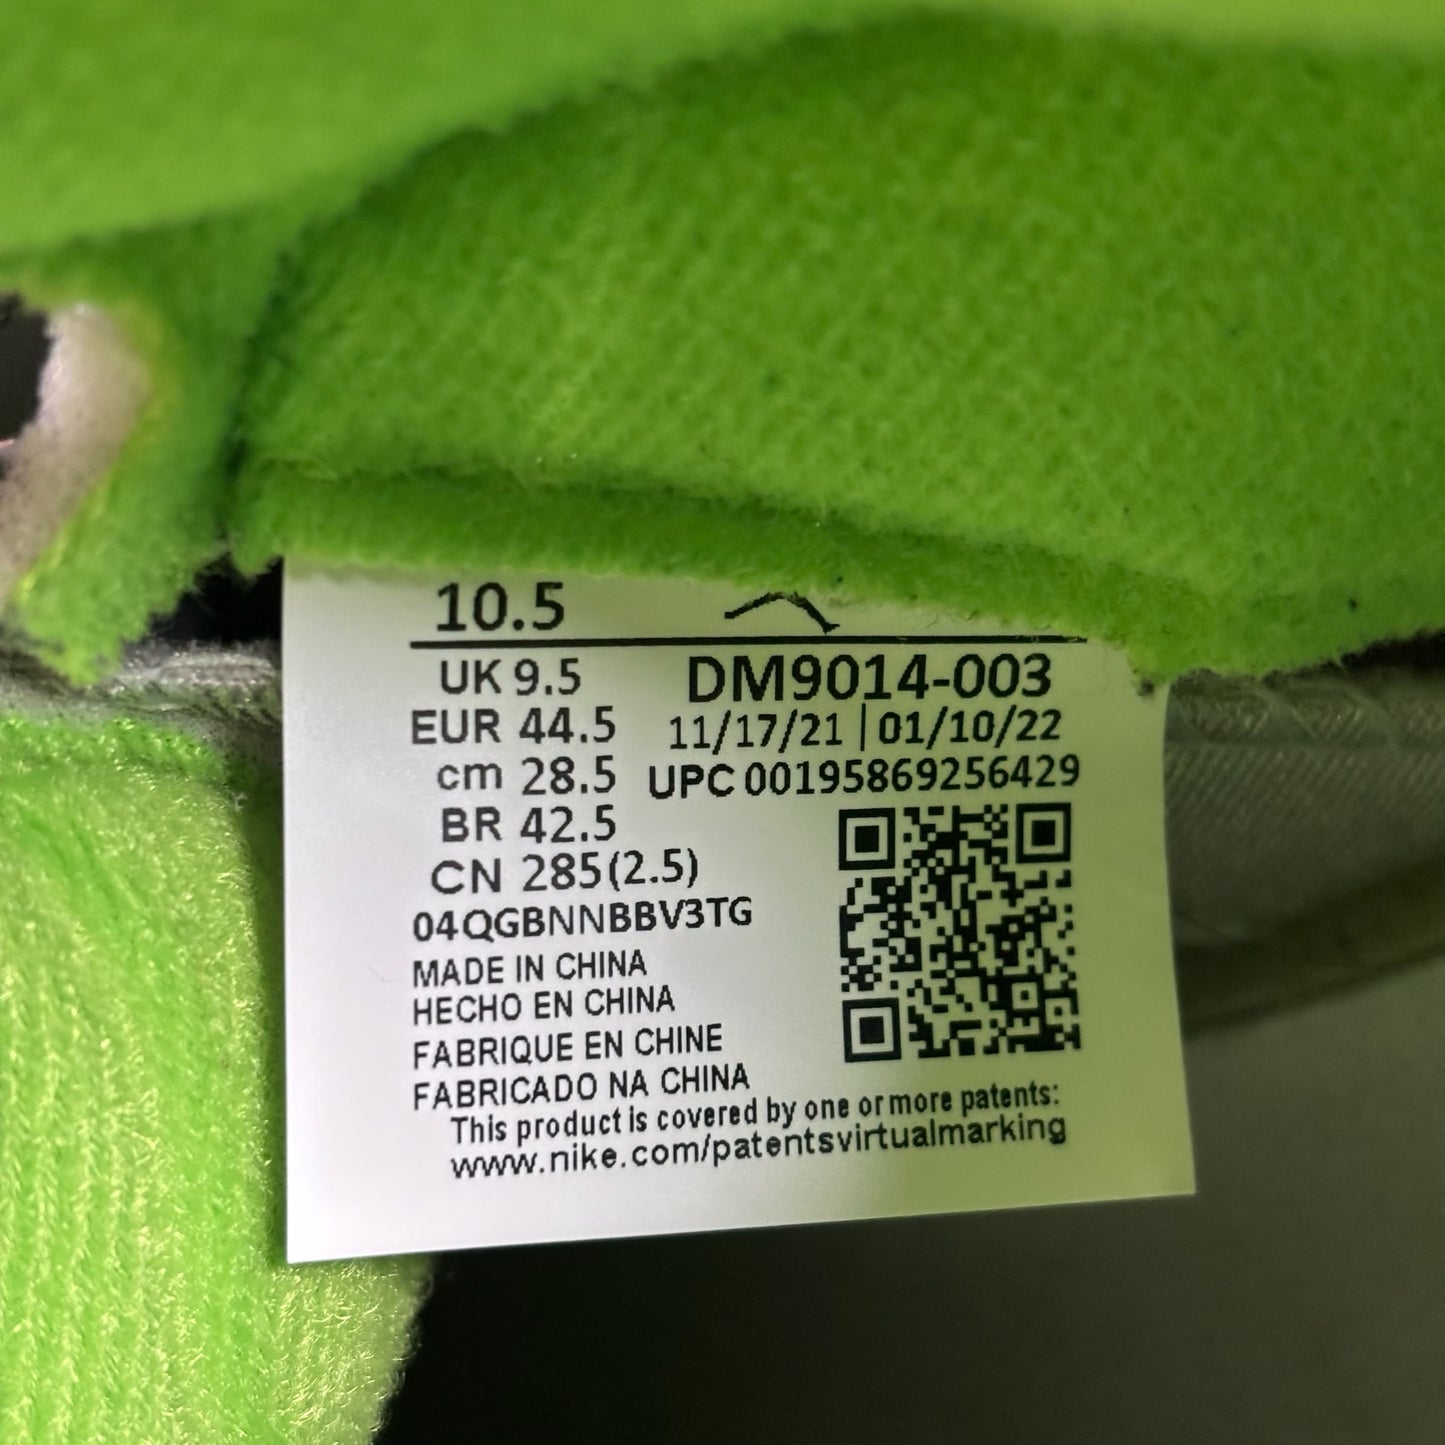 10.5
UK 9.5 DM9014-003
EUR 44.5 11/17/21 | 01/10/22
cm 28.5 UPC 00195869256429
BR 42.5
CN 285(2.5)
04QGBNNBBV3TG
MADE IN CHINA
HECHO EN CHINA
FABRIQUE EN CHINE
FABRICADO NA CHINA
This product is covered by one or more patents:
www.nike.com/patentsvirtualmarking